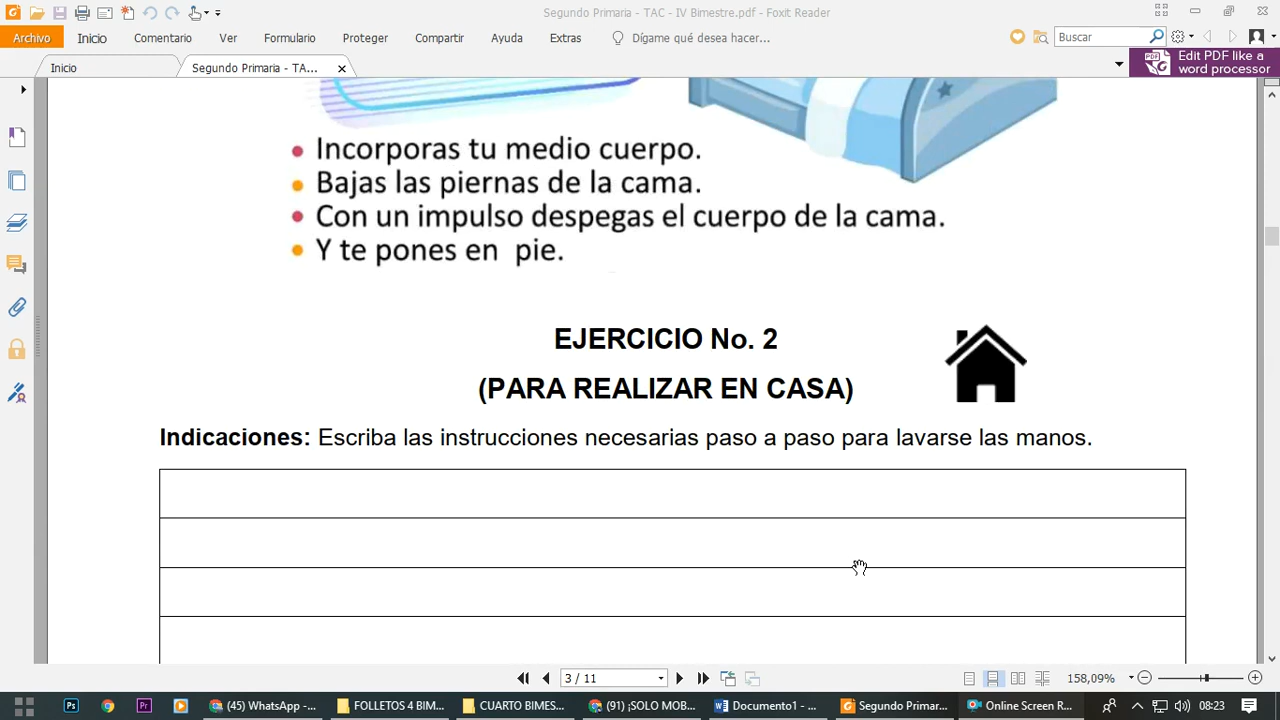 Segundo Primaria - TAC - IV Bimestre.pdf - Foxit Reader
Archivo Inicio Comentario Ver Formulario Proteger Compartir Ayuda Extras Dígame qué desea hacer... Buscar
Inicio Segundo Primaria - TA... Edit PDF like a
word processor
Incorporas tu medio cuerpo.
Bajas las piernas de la cama.
Con un impulso despegas el cuerpo de la cama.
Y te pones en pie.
EJERCICIO No. 2
(PARA REALIZAR EN CASA)
Indicaciones: Escriba las instrucciones necesarias paso a paso para lavarse las manos.
3 / 11 158,09%
(45) WhatsApp -... FOLLETOS 4 BIM... CUARTO BIMES... (91) ¡SOLO MOB... Documento1 - ... Segundo Primar... Online Screen R... 08:23